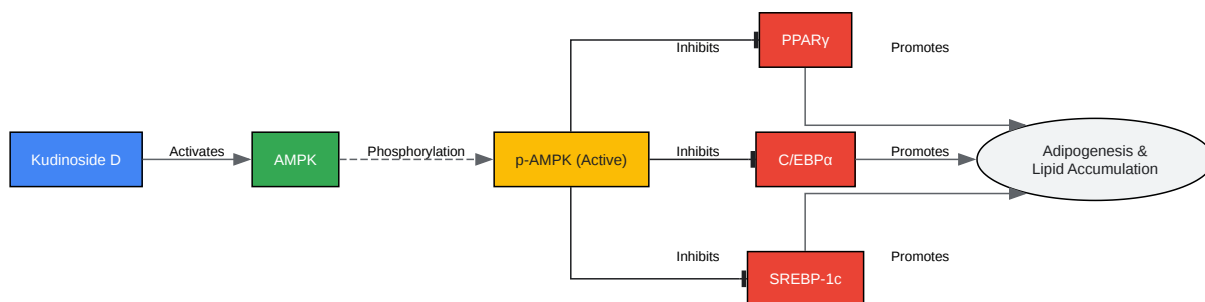 Inhibits
PPARγ
Promotes
Kudinoside D
Activates
AMPK
Phosphorylation
p-AMPK (Active)
Inhibits
C/EBPα
Promotes
Adipogenesis &
Lipid Accumulation
Inhibits
SREBP-1c
Promotes